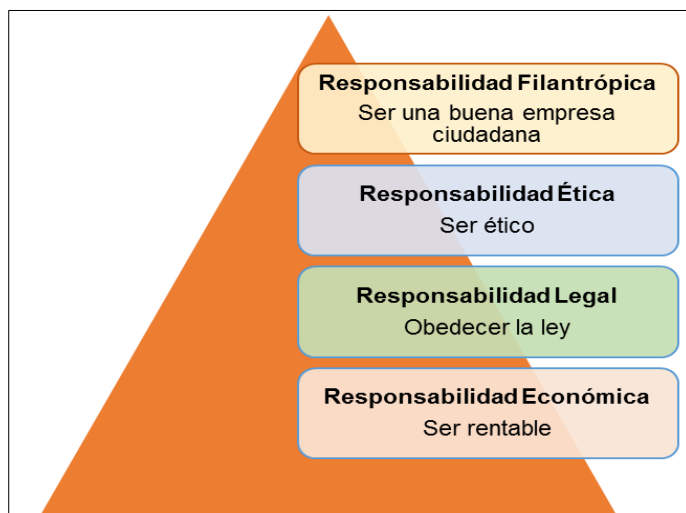 Responsabilidad Filantrópica
Ser una buena empresa
ciudadana
Responsabilidad Ética
Ser ético
Responsabilidad Legal
Obedecer la ley
Responsabilidad Económica
Ser rentable